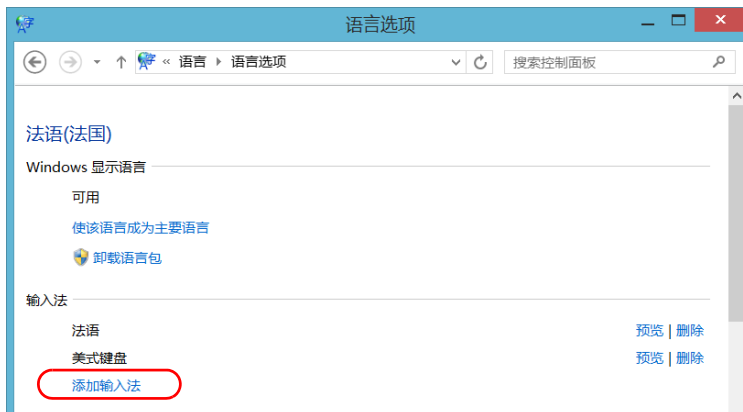 语言选项
« 语言 语言选项 搜索控制面板
法语(法国)
Windows 显示语言
可用
使该语言成为主要语言
卸载语言包
输入法
法语 预览 | 删除
美式键盘 预览 | 删除
添加输入法